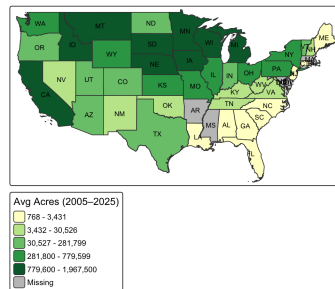 WA MT ND MN ME
OR ID SD WI MI NY VT
WY NE IA PA
NV UT CO KS MO IL IN OH WV VA
CA KY
AZ NM OK AR TN NC
TX LA MS AL GA SC
FL
Avg Acres (2005–2025)
768 - 3,431
3,432 - 30,526
30,527 - 281,799
281,800 - 779,599
779,600 - 1,967,500
Missing